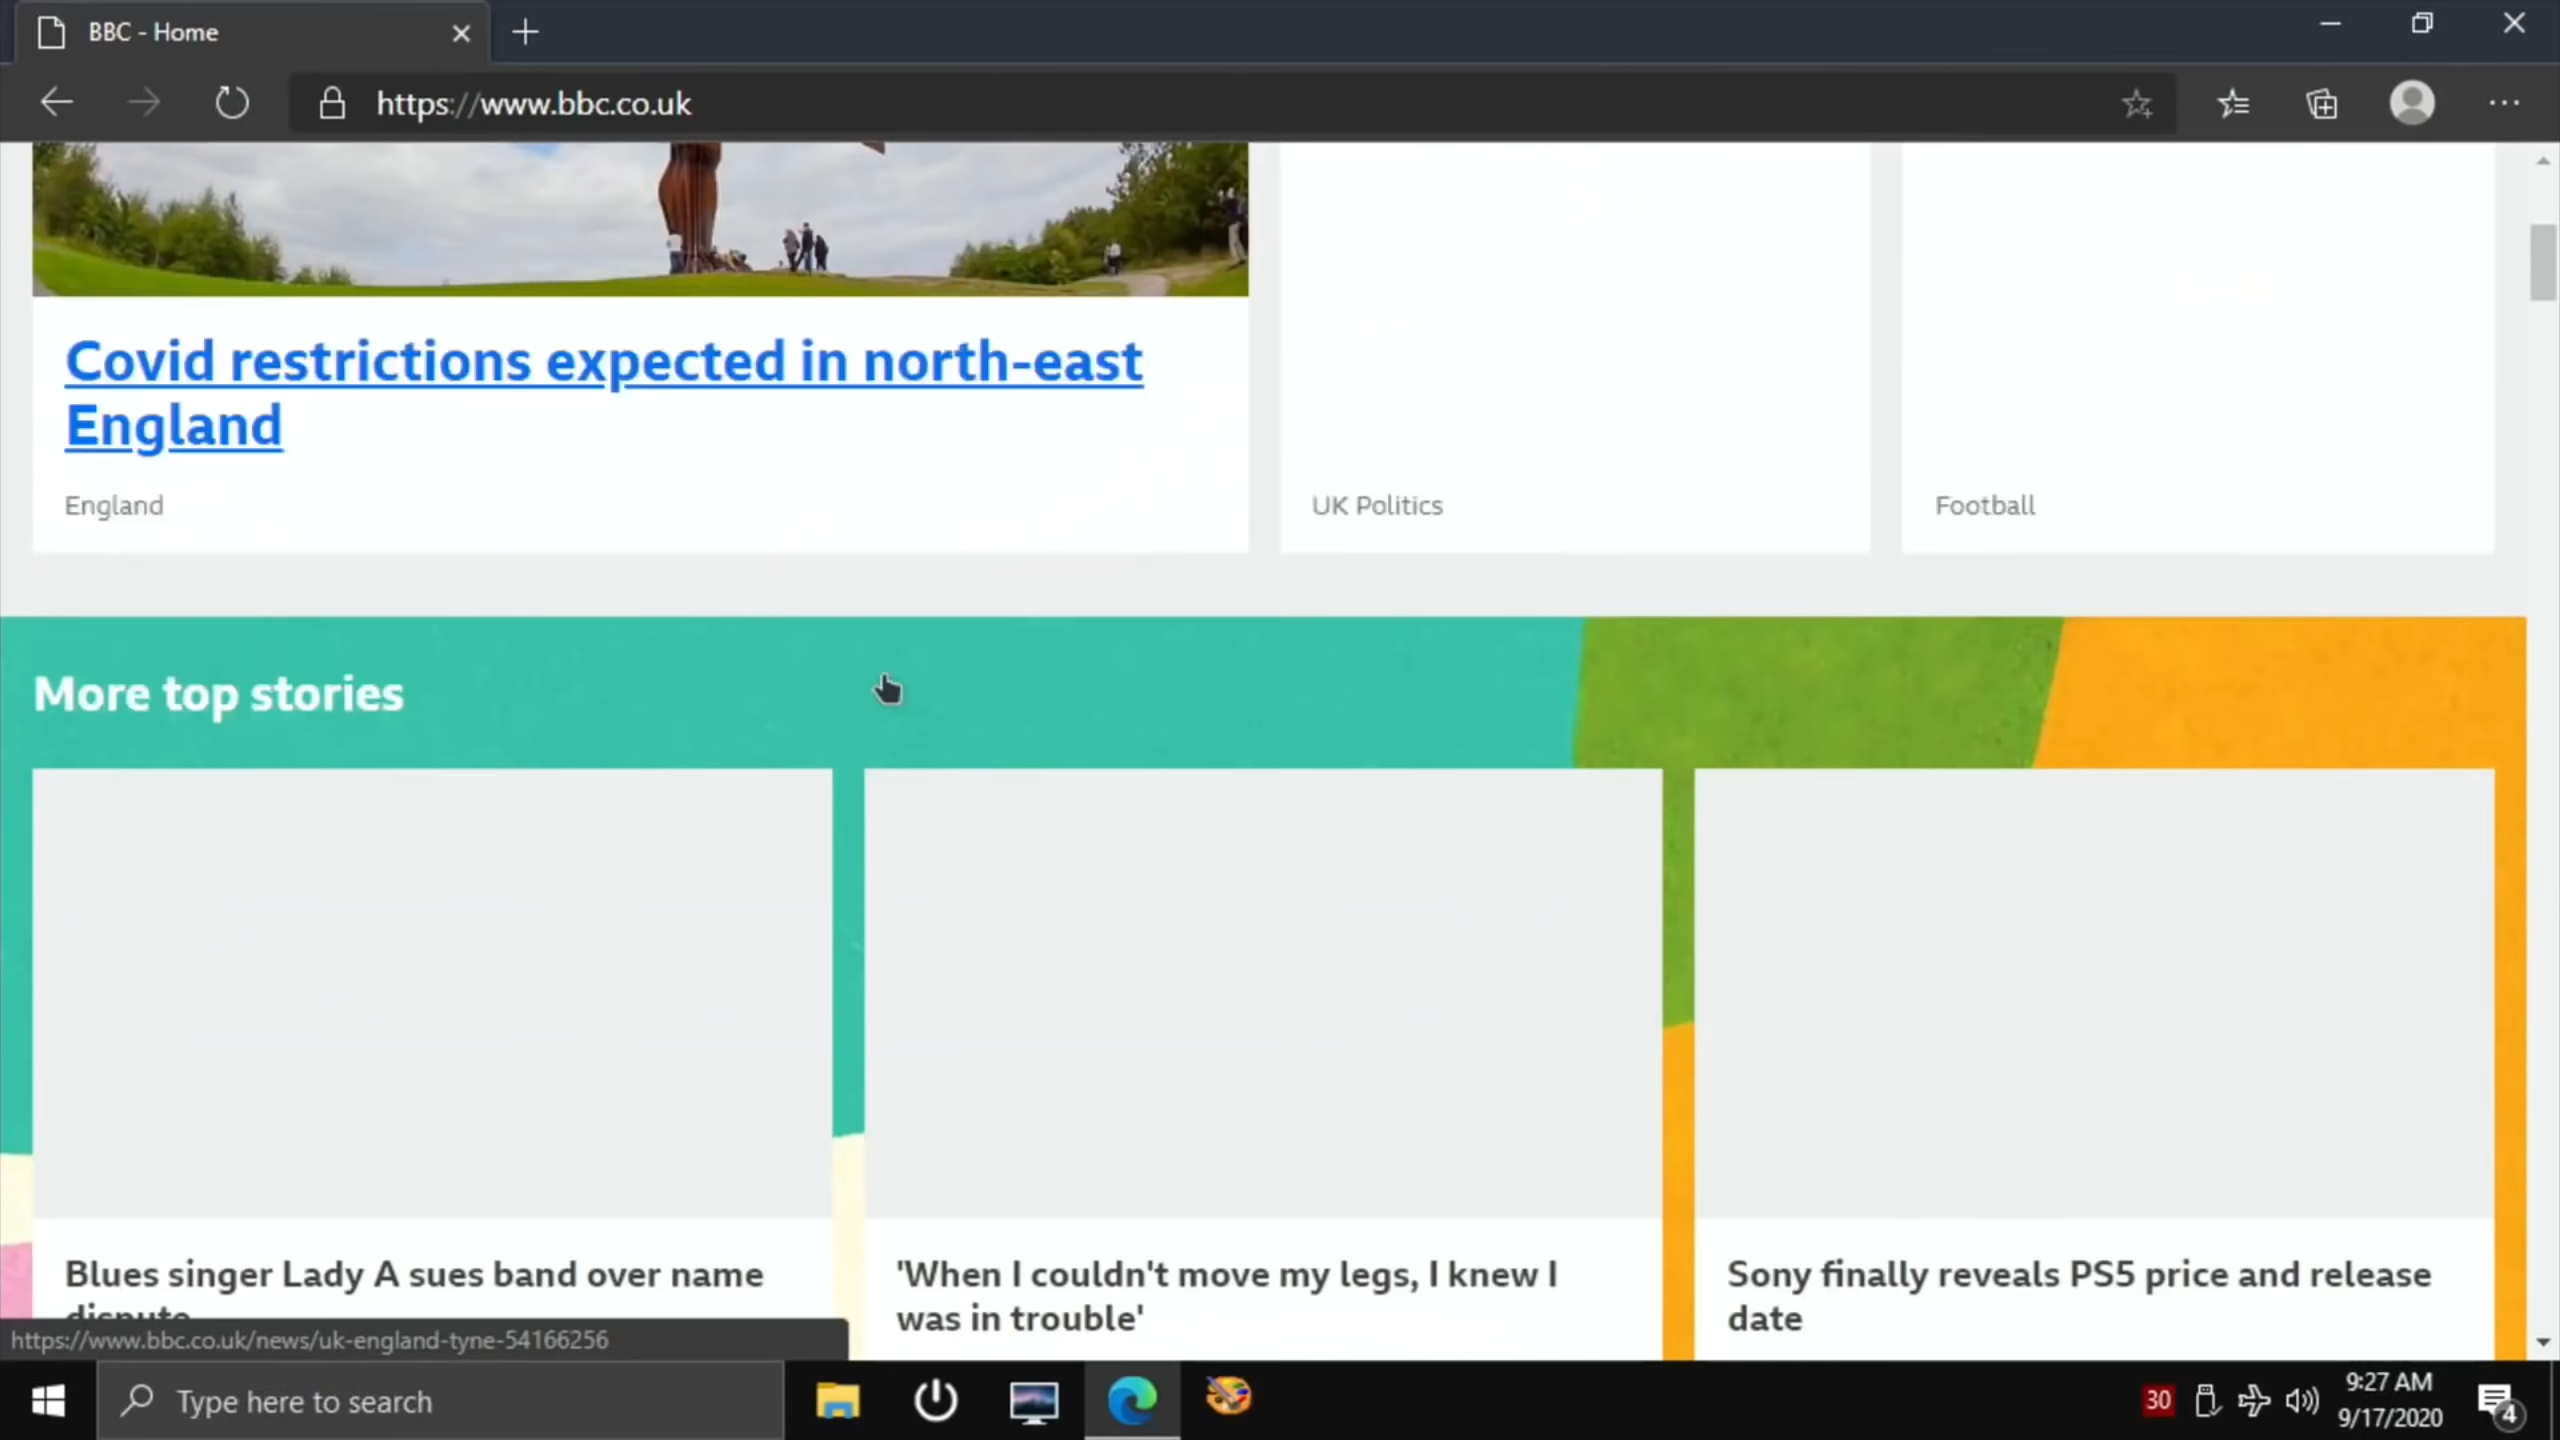 BBC - Home
https://www.bbc.co.uk
Covid restrictions expected in north-east
England
England
UK Politics
Football
More top stories
Blues singer Lady A sues band over name
dispute
'When I couldn't move my legs, I knew I
was in trouble'
Sony finally reveals PS5 price and release
date
https://www.bbc.co.uk/news/uk-england-tyne-54166256
Type here to search
30
9:27 AM
9/17/2020
4